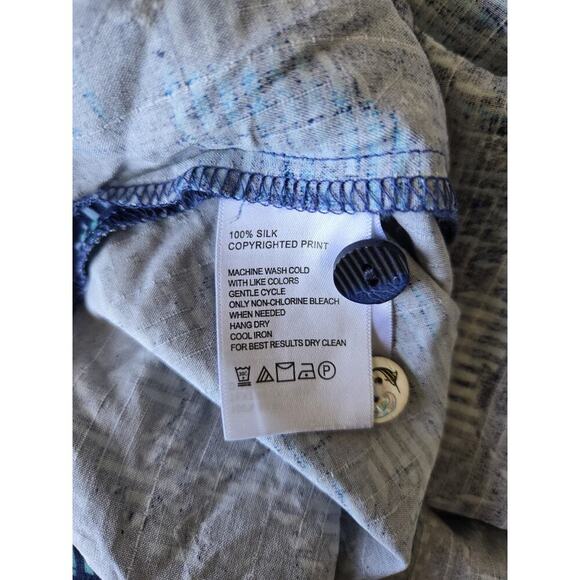 100% SILK
COPYRIGHTED PRINT
MACHINE WASH COLD
WITH LIKE COLORS
GENTLE CYCLE
ONLY NON-CHLORINE BLEACH
WHEN NEEDED
HANG DRY
COOL IRON
FOR BEST RESULTS DRY CLEAN
P